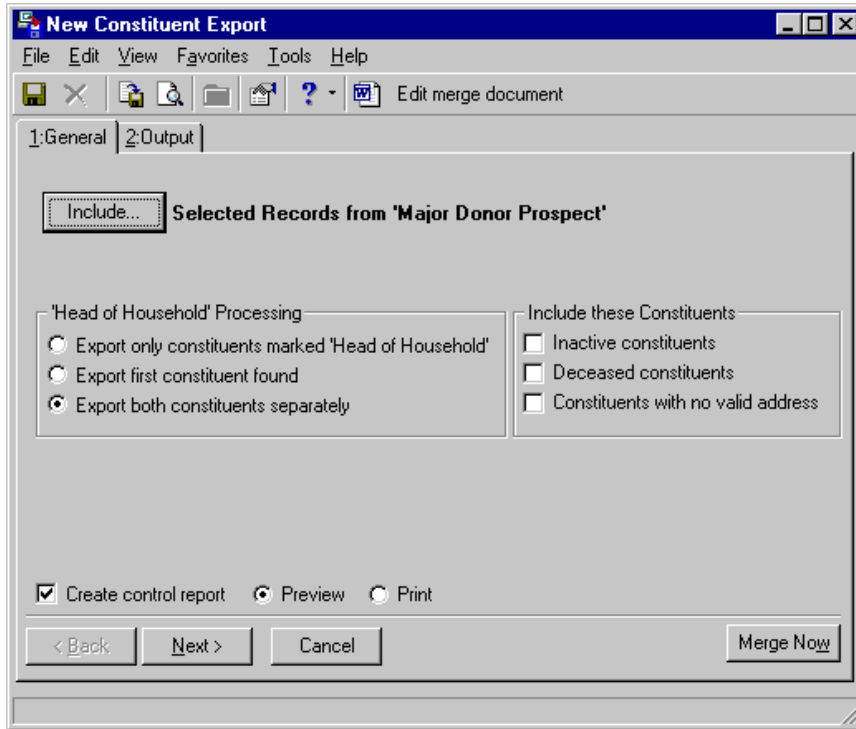 New Constituent Export
File Edit View Favorites Tools Help
? Edit merge document
1:General 2:Output
Include... Selected Records from 'Major Donor Prospect'
'Head of Household' Processing
Export only constituents marked 'Head of Household'
Export first constituent found
Export both constituents separately
Include these Constituents
Inactive constituents
Deceased constituents
Constituents with no valid address
Create control report Preview Print
< Back Next > Cancel Merge Now